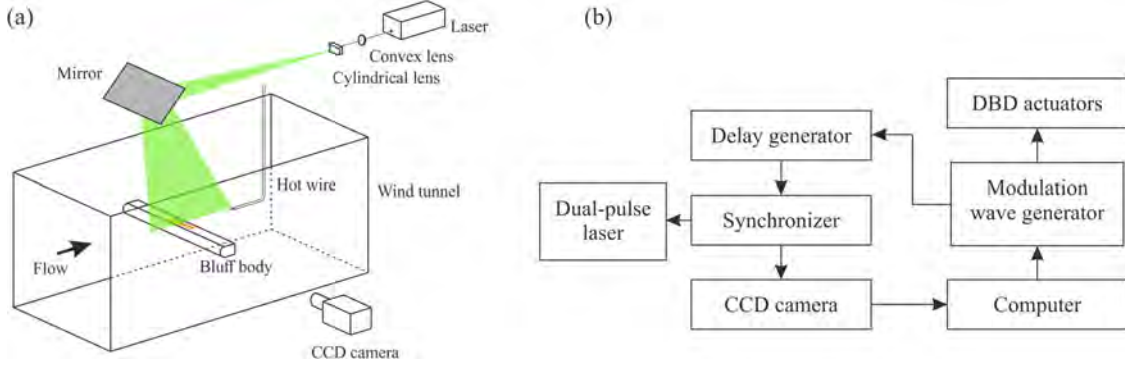 (a)
Laser
Convex lens
Cylindrical lens
Mirror
Hot wire
Wind tunnel
Flow
Bluff body
CCD camera
(b)
DBD actuators
Delay generator
Modulation
wave generator
Dual-pulse
laser
Synchronizer
CCD camera
Computer